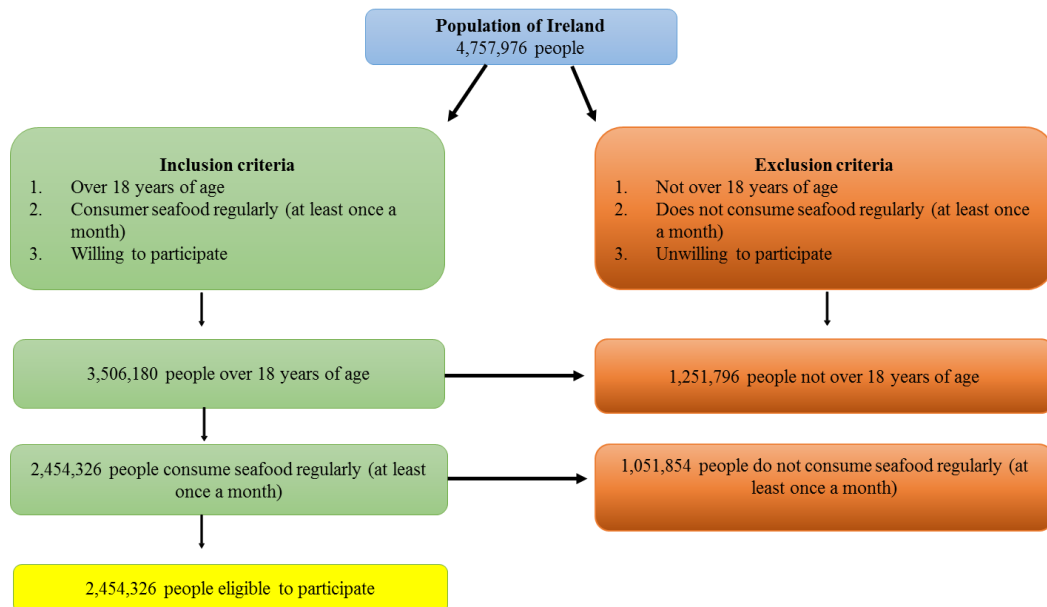 Population of Ireland
4,757,976 people
Inclusion criteria
1. Over 18 years of age
2. Consumer seafood regularly (at least once a
month)
3. Willing to participate
Exclusion criteria
1. Not over 18 years of age
2. Does not consume seafood regularly (at least once
a month)
3. Unwilling to participate
3,506,180 people over 18 years of age
1,251,796 people not over 18 years of age
2,454,326 people consume seafood regularly (at least
once a month)
1,051,854 people do not consume seafood regularly (at
least once a month)
2,454,326 people eligible to participate